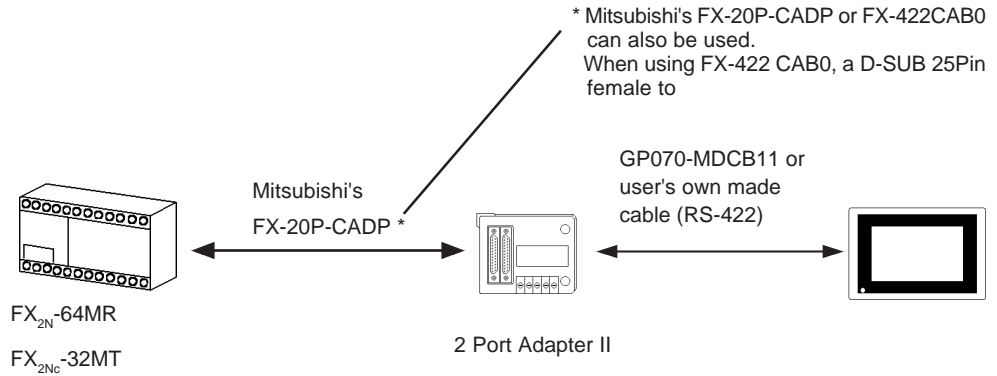 * Mitsubishi's FX-20P-CADP or FX-422CAB0
can also be used.
When using FX-422 CAB0, a D-SUB 25Pin
female to
GP070-MDCB11 or
user's own made
cable (RS-422)
Mitsubishi's
FX-20P-CADP *
FX2N-64MR
FX2Nc-32MT
2 Port Adapter II